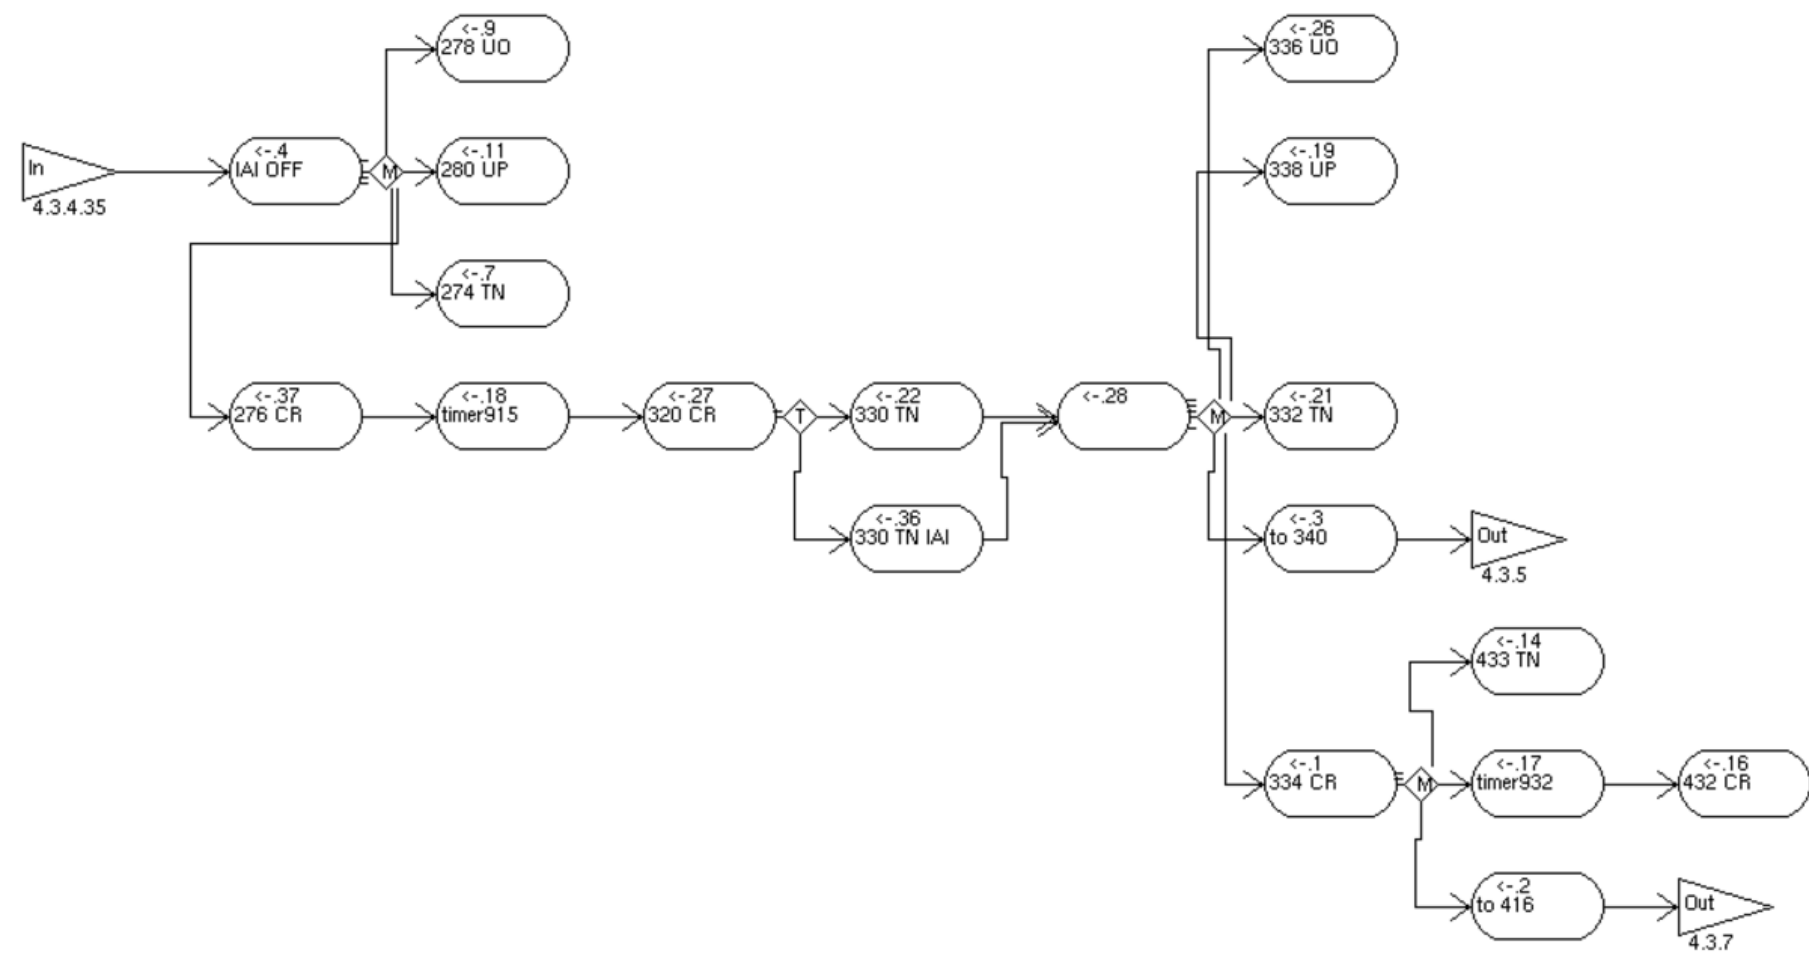 <-.9
278 UO
<-.26
336 UO
In
4.3.4.35
<-.4
IAI OFF
M
<-.11
280 UP
<-.19
338 UP
<-.7
274 TN
<-.37
276 CR
<-.18
timer915
<-.27
320 CR
T
<-.22
330 TN
<-.28
M
<-.21
332 TN
<-.36
330 TN IAI
<-.3
to 340
Out
4.3.5
<-.14
433 TN
<-.1
334 CR
M
<-.17
timer932
<-.16
432 CR
<-.2
to 416
Out
4.3.7